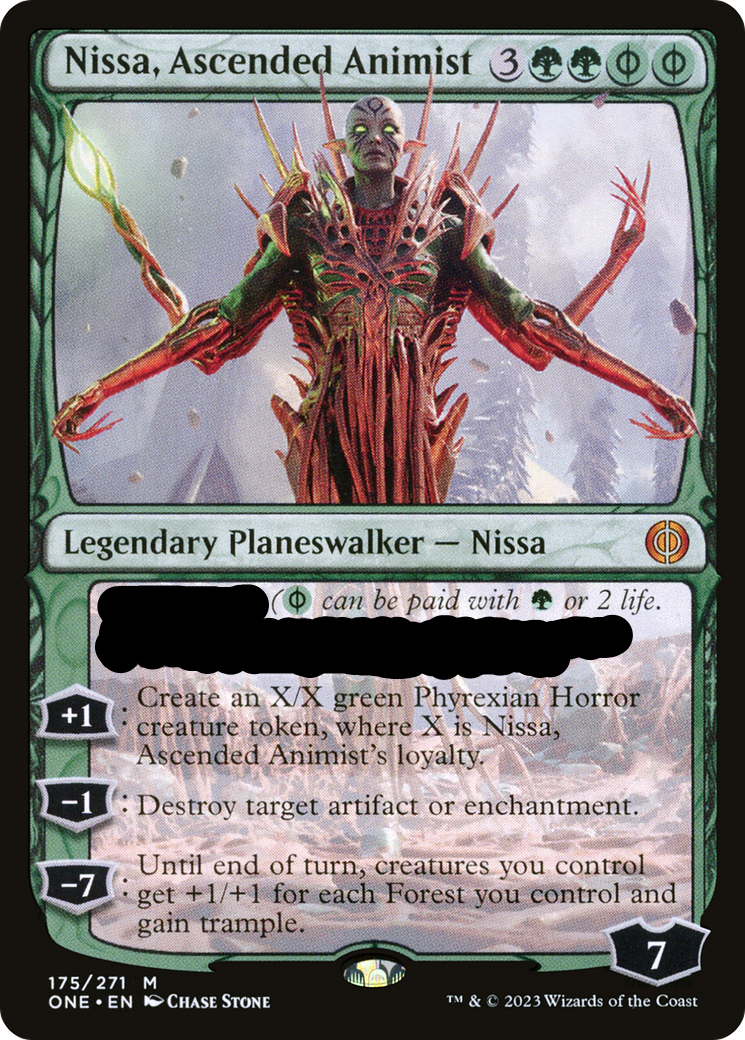 Nissa, Ascended Animist 3
Legendary Planeswalker — Nissa
( can be paid with or 2 life.
+1: Create an X/X green Phyrexian Horror
creature token, where X is Nissa,
Ascended Animist's loyalty.
−1: Destroy target artifact or enchantment.
Until end of turn, creatures you control
−7: get +1/+1 for each Forest you control and
gain trample.
7
175/271 M
ONE • EN CHASE STONE
™ & © 2023 Wizards of the Coast